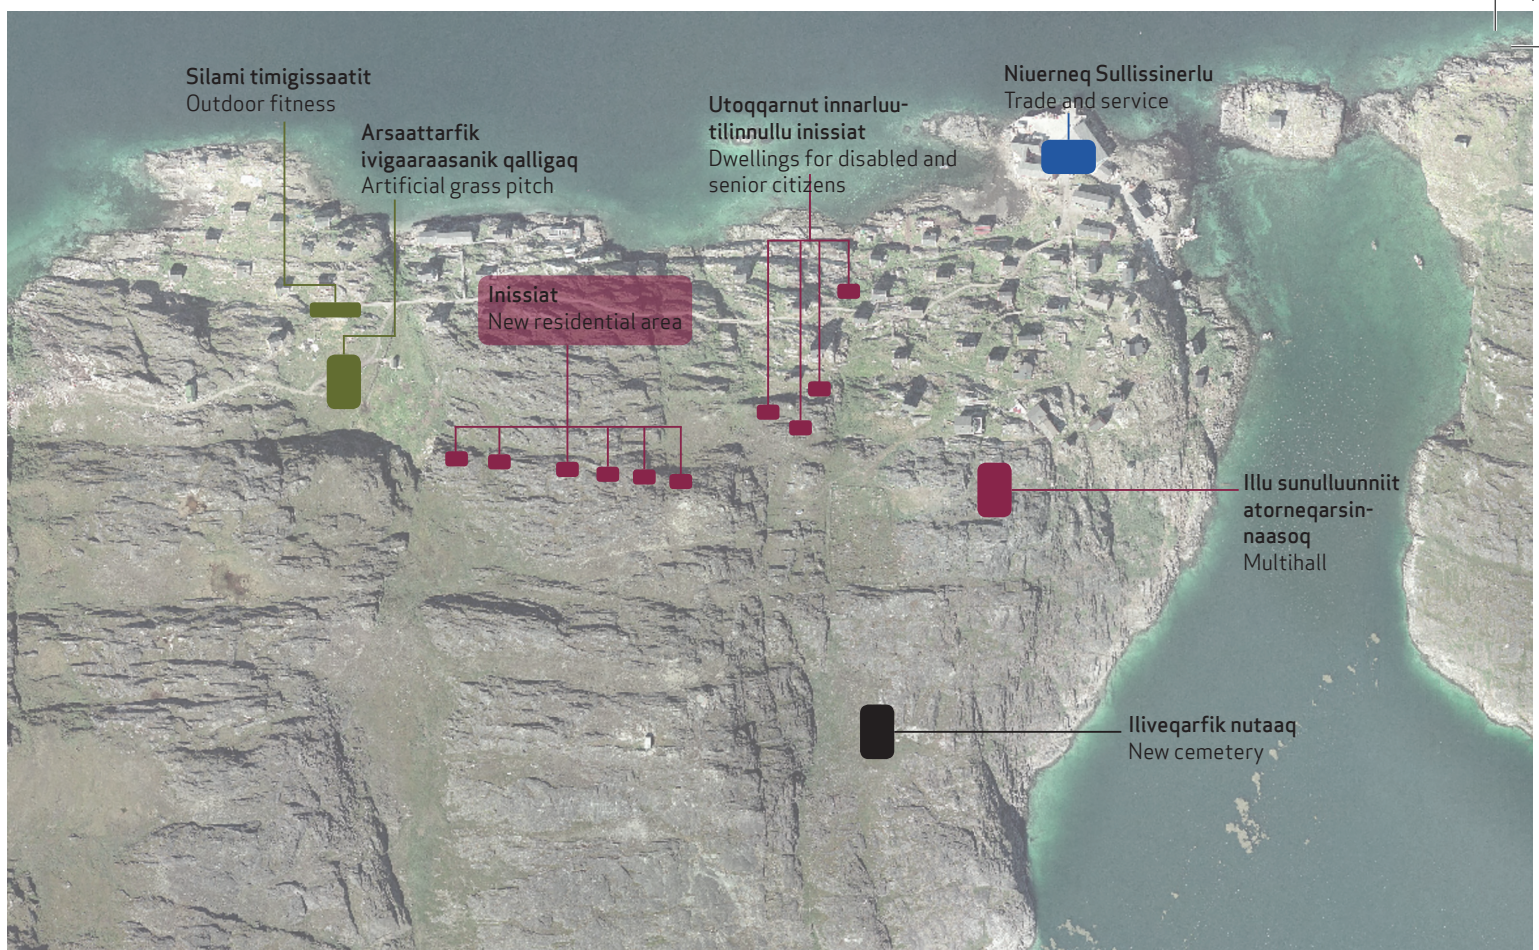 Silami timigissaatit
Outdoor fitness
Arsaattarfik
ivigaaraasanik qalligaq
Artificial grass pitch
Utoqqarnut innarluu-
tilinnullu inissiat
Dwellings for disabled and
senior citizens
Niuerneq Sullissinerlu
Trade and service
Inissiat
New residential area
Illu sunulluunniit
atorneqarsin-
naasoq
Multihall
Iliveqarfik nutaaq
New cemetery